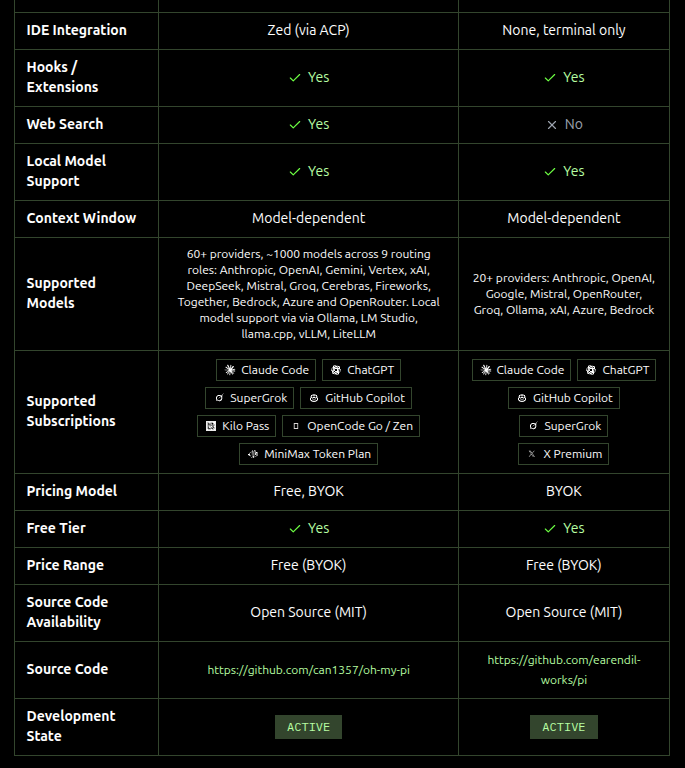 IDE Integration
Zed (via ACP)
None, terminal only
Hooks /
Extensions
Yes
Yes
Web Search
Yes
No
Local Model
Support
Yes
Yes
Context Window
Model-dependent
Model-dependent
Supported
Models
60+ providers, ~1000 models across 9 routing
roles: Anthropic, OpenAI, Gemini, Vertex, xAI,
DeepSeek, Mistral, Groq, Cerebras, Fireworks,
Together, Bedrock, Azure and OpenRouter. Local
model support via via Ollama, LM Studio,
llama.cpp, vLLM, LiteLLM
20+ providers: Anthropic, OpenAI,
Google, Mistral, OpenRouter,
Groq, Ollama, xAI, Azure, Bedrock
Supported
Subscriptions
Claude Code
ChatGPT
SuperGrok
GitHub Copilot
Kilo Pass
OpenCode Go / Zen
MiniMax Token Plan
Claude Code
ChatGPT
GitHub Copilot
SuperGrok
X Premium
Pricing Model
Free, BYOK
BYOK
Free Tier
Yes
Yes
Price Range
Free (BYOK)
Free (BYOK)
Source Code
Availability
Open Source (MIT)
Open Source (MIT)
Source Code
https://github.com/can1357/oh-my-pi
https://github.com/earendil-
works/pi
Development
State
ACTIVE
ACTIVE